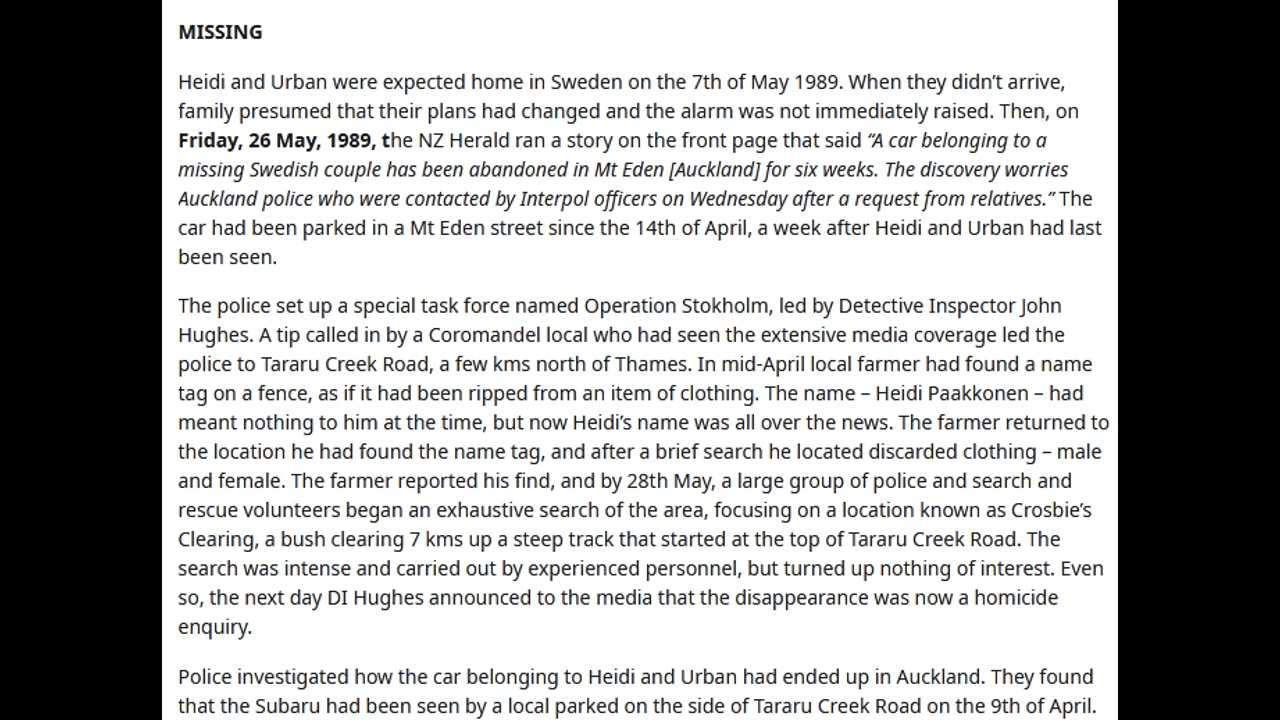 MISSING
Heidi and Urban were expected home in Sweden on the 7th of May 1989. When they didn’t arrive,
family presumed that their plans had changed and the alarm was not immediately raised. Then, on
Friday, 26 May, 1989, the NZ Herald ran a story on the front page that said “A car belonging to a
missing Swedish couple has been abandoned in Mt Eden [Auckland] for six weeks. The discovery worries
Auckland police who were contacted by Interpol officers on Wednesday after a request from relatives.” The
car had been parked in a Mt Eden street since the 14th of April, a week after Heidi and Urban had last
been seen.
The police set up a special task force named Operation Stokholm, led by Detective Inspector John
Hughes. A tip called in by a Coromandel local who had seen the extensive media coverage led the
police to Tararu Creek Road, a few kms north of Thames. In mid-April local farmer had found a name
tag on a fence, as if it had been ripped from an item of clothing. The name – Heidi Paakkonen – had
meant nothing to him at the time, but now Heidi’s name was all over the news. The farmer returned to
the location he had found the name tag, and after a brief search he located discarded clothing – male
and female. The farmer reported his find, and by 28th May, a large group of police and search and
rescue volunteers began an exhaustive search of the area, focusing on a location known as Crosbie’s
Clearing, a bush clearing 7 kms up a steep track that started at the top of Tararu Creek Road. The
search was intense and carried out by experienced personnel, but turned up nothing of interest. Even
so, the next day DI Hughes announced to the media that the disappearance was now a homicide
enquiry.
Police investigated how the car belonging to Heidi and Urban had ended up in Auckland. They found
that the Subaru had been seen by a local parked on the side of Tararu Creek Road on the 9th of April.